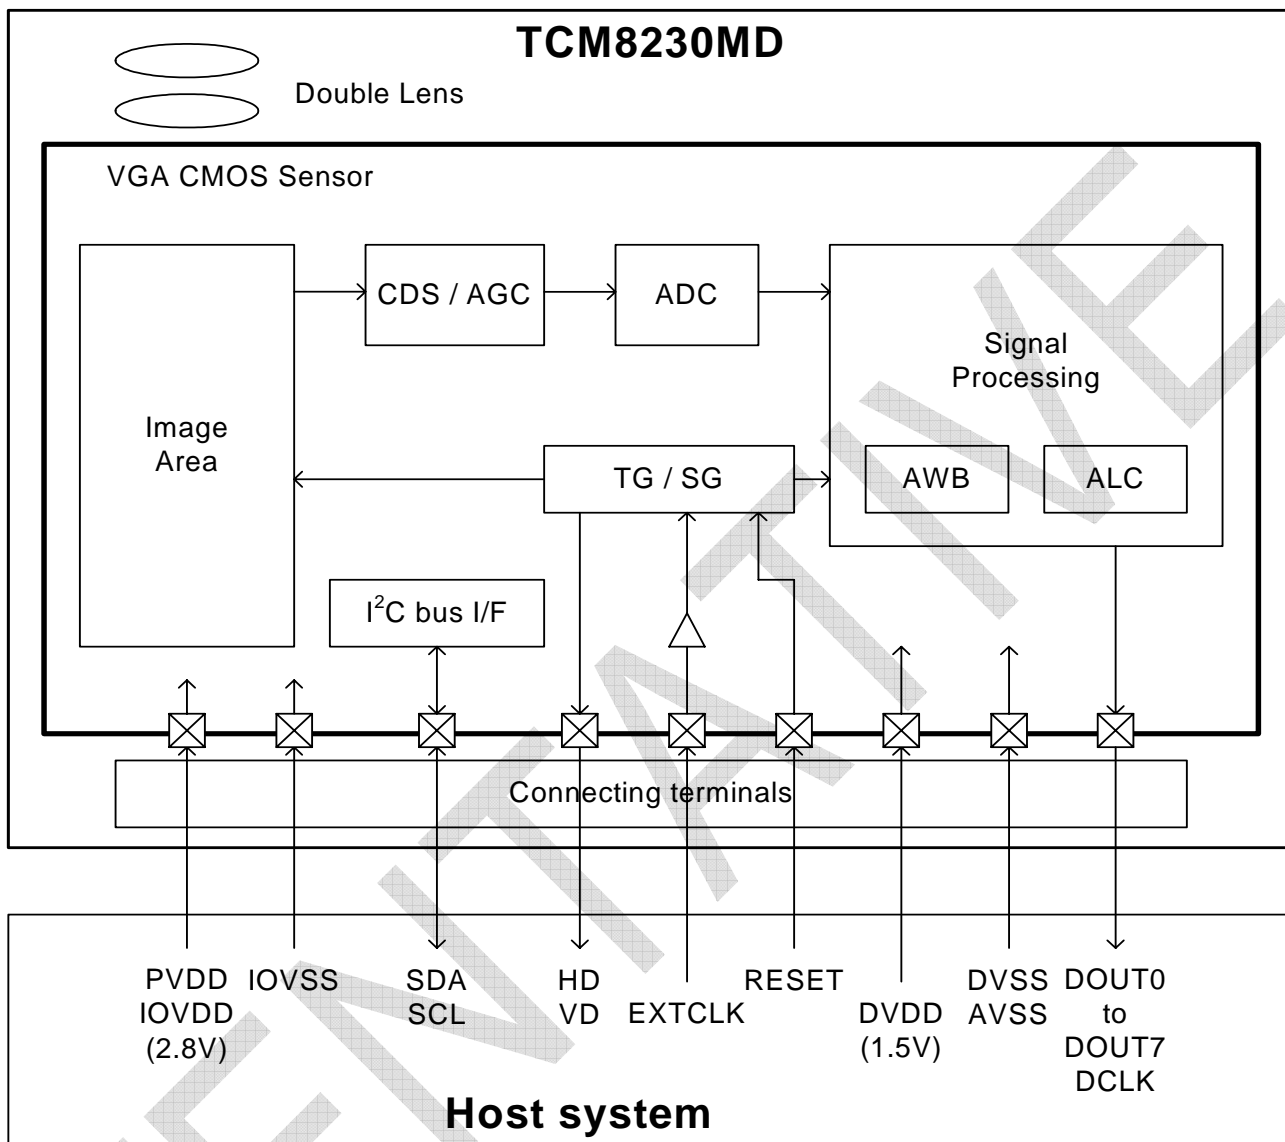 TCM8230MD
Double Lens
VGA CMOS Sensor
CDS / AGC
ADC
Signal
Processing
Image
Area
TG / SG
AWB
ALC
I²C bus I/F
Connecting terminals
PVDD
IOVDD
(2.8V)
IOVSS
SDA
SCL
HD
VD
EXTCLK
RESET
DVDD
(1.5V)
DVSS
AVSS
DOUT0
to
DOUT7
DCLK
Host system
ENTATIVE